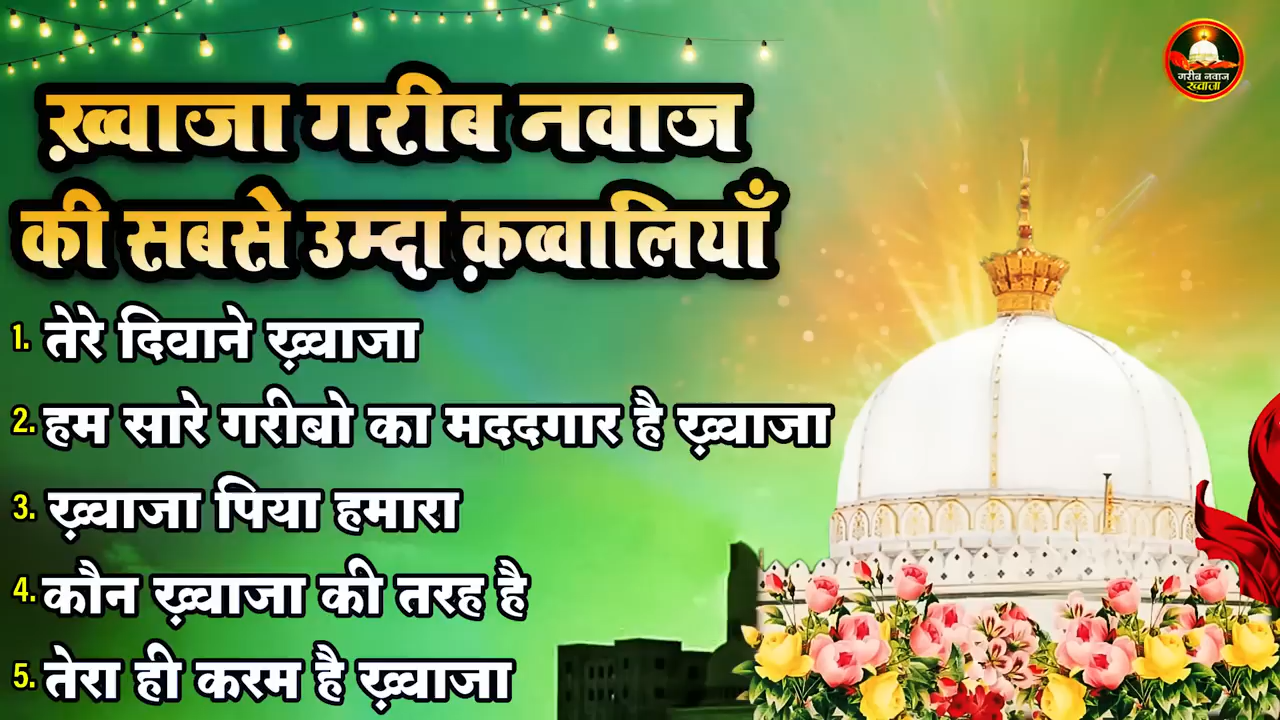 ख़्वाजा गरीब नवाज
की सबसे उम्दा क़व्वालियाँ
1. तेरे दिवाने ख़्वाजा
2. हम सारे गरीबो का मददगार है ख़्वाजा
3. ख़्वाजा पिया हमारा
4. कौन ख़्वाजा की तरह है
5. तेरा ही करम है ख़्वाजा
गरीब नवाज
ख्वाजा